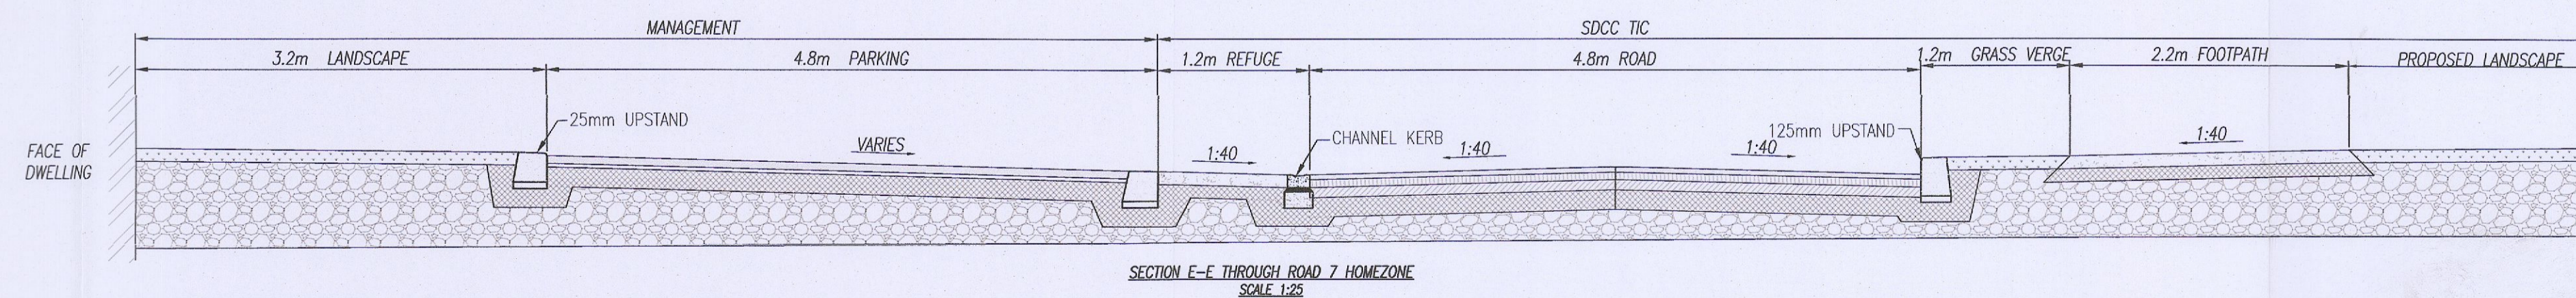 MANAGEMENT
SDCC TIC
3.2m LANDSCAPE
4.8m PARKING
1.2m REFUGE
4.8m ROAD
1.2m GRASS VERGE
2.2m FOOTPATH
PROPOSED LANDSCAPE
25mm UPSTAND
VARIES
1:40
CHANNEL KERB
1:40
1:40
125mm UPSTAND
1:40
FACE OF
DWELLING
SECTION E-E THROUGH ROAD 7 HOMEZONE
SCALE 1:25